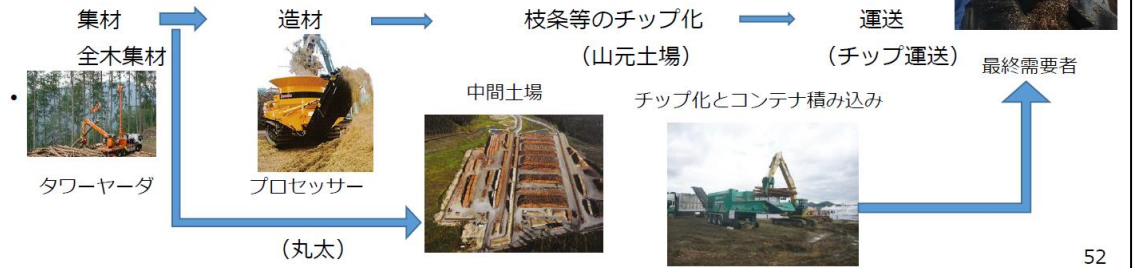 集材
造材
枝条等のチップ化
運送
全木集材
(山元土場)
(チップ運送)
最終需要者
•
中間土場
チップ化とコンテナ積み込み
タワーヤーダ
プロセッサー
(丸太)
52